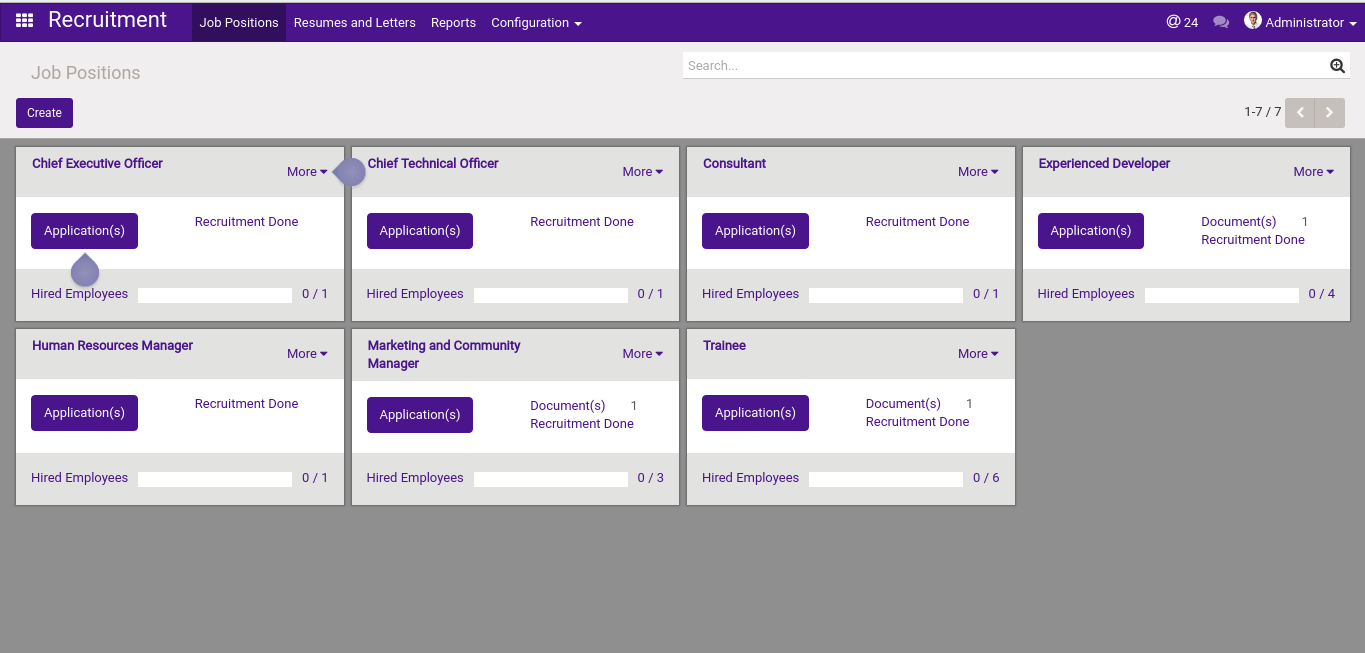 Recruitment Job Positions Resumes and Letters Reports Configuration @ 24 Administrator
Job Positions
Search...
Create
1-7 / 7
Chief Executive Officer
More
Application(s)
Recruitment Done
Hired Employees 0 / 1
Chief Technical Officer
More
Application(s)
Recruitment Done
Hired Employees 0 / 1
Consultant
More
Application(s)
Recruitment Done
Hired Employees 0 / 1
Experienced Developer
More
Application(s)
Document(s) 1
Recruitment Done
Hired Employees 0 / 4
Human Resources Manager
More
Application(s)
Recruitment Done
Hired Employees 0 / 1
Marketing and Community
Manager
More
Application(s)
Document(s) 1
Recruitment Done
Hired Employees 0 / 3
Trainee
More
Application(s)
Document(s) 1
Recruitment Done
Hired Employees 0 / 6